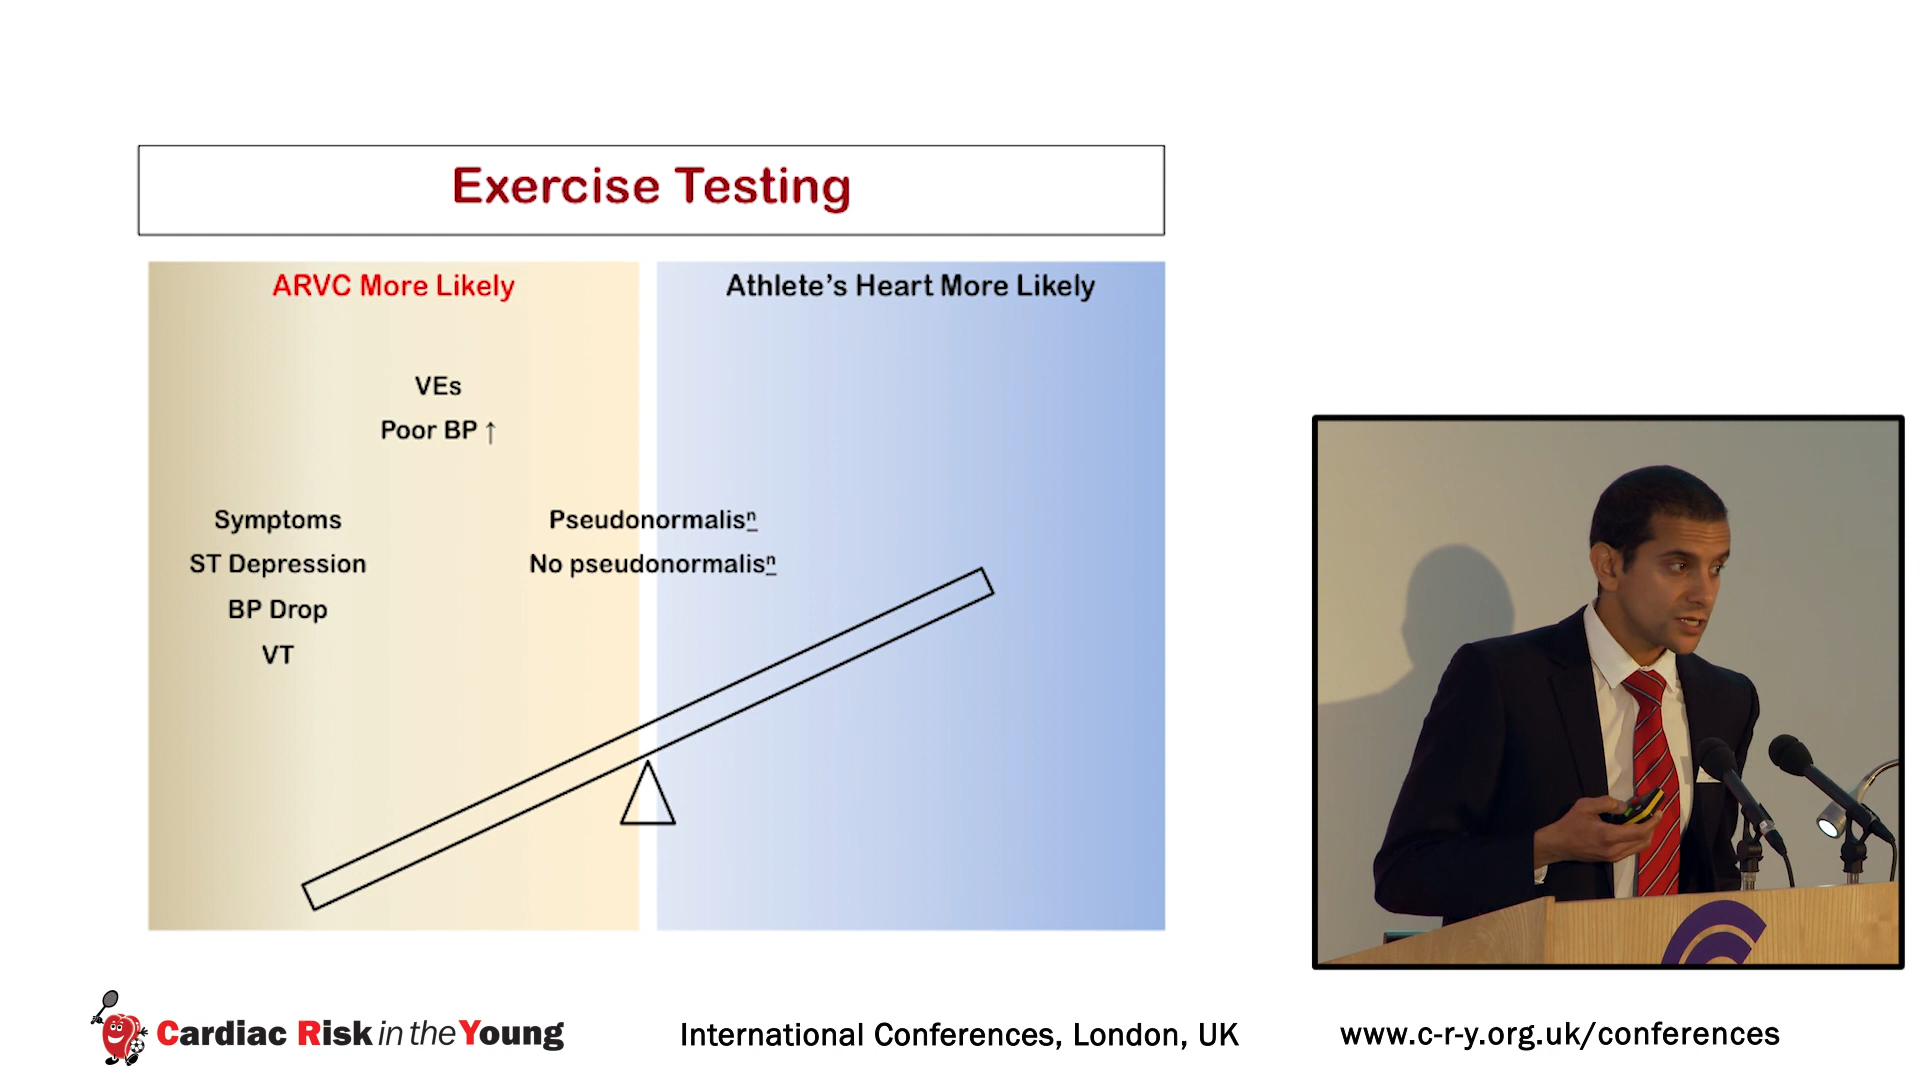 Exercise Testing
ARVC More Likely
Athlete’s Heart More Likely
VEs
Poor BP ↑
Symptoms
ST Depression
BP Drop
VT
Pseudonormalisⁿ
No pseudonormalisⁿ
Cardiac Risk in the Young
International Conferences, London, UK
www.c-r-y.org.uk/conferences